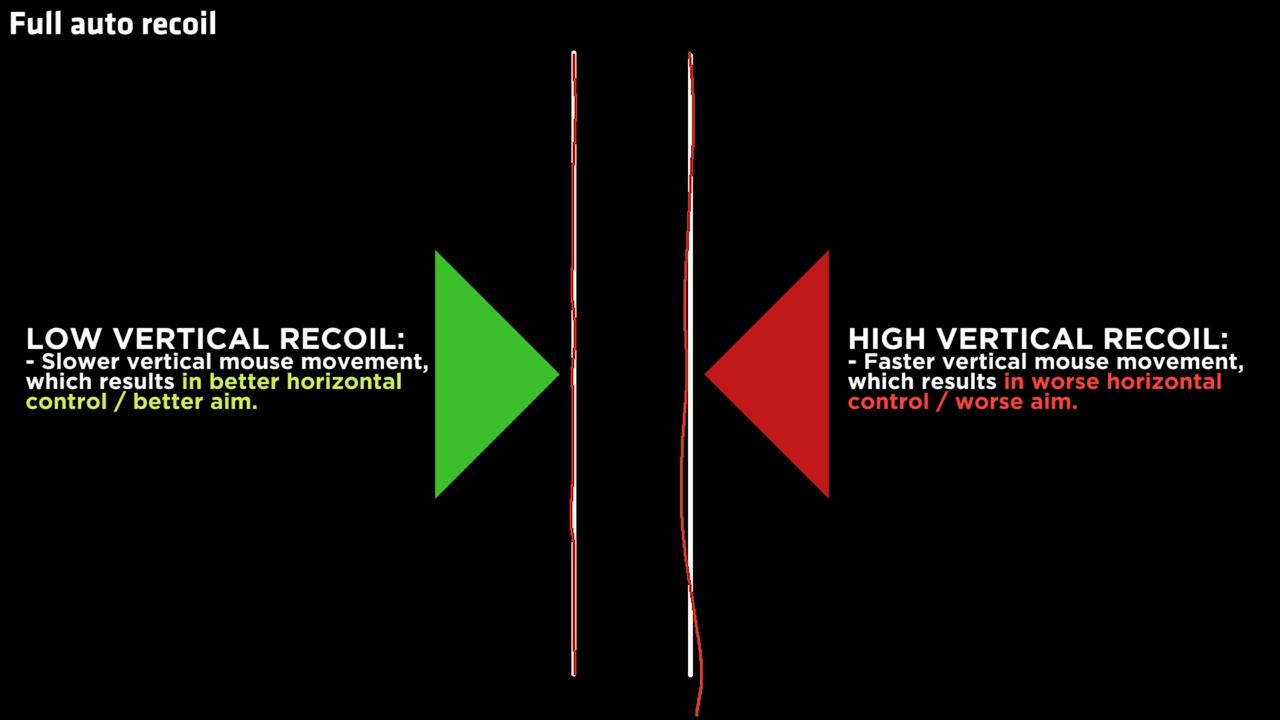 Full auto recoil
LOW VERTICAL RECOIL:
- Slower vertical mouse movement,
which results in better horizontal
control / better aim.
HIGH VERTICAL RECOIL:
- Faster vertical mouse movement,
which results in worse horizontal
control / worse aim.